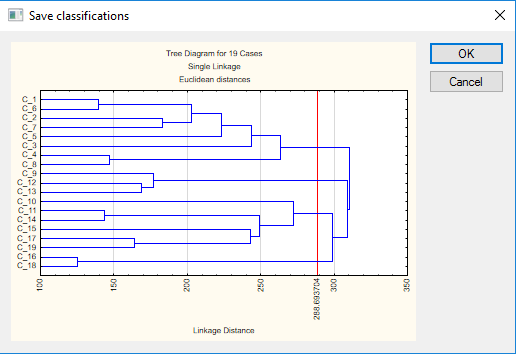 Save classifications
Tree Diagram for 19 Cases
Single Linkage
Euclidean distances
OK
Cancel
C_1
C_6
C_2
C_7
C_5
C_3
C_4
C_8
C_9
C_12
C_13
C_10
C_11
C_14
C_15
C_17
C_19
C_16
C_18
100
150
200
250
288.693704
300
350
Linkage Distance